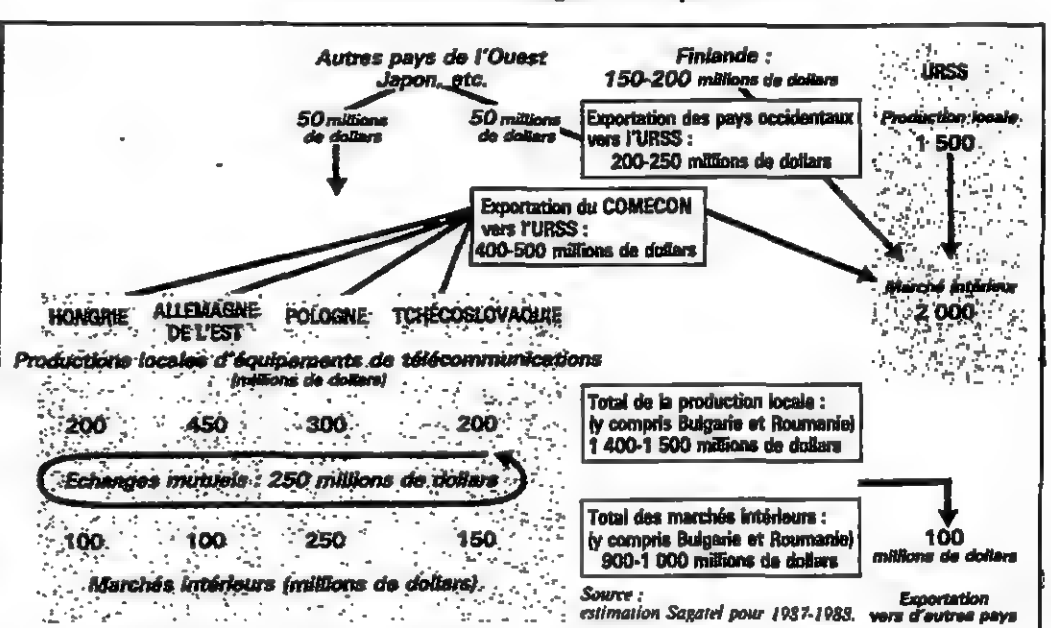 Autres pays de l'Ouest
Japon, etc.
Finlande :
150-200 millions de dollars
URSS
50 millions
de dollars
50 millions
de dollars
Exportation des pays occidentaux
vers l'URSS :
200-250 millions de dollars
Production locale
1 500
Exportation du COMECON
vers l'URSS :
400-500 millions de dollars
Marché intérieur
2 000
HONGRIE
ALLEMAGNE
DE L'EST
POLOGNE
TCHÉCOSLOVAQUIE
Productions locales d'équipements de télécommunications
(millions de dollars)
200
450
300
200
Total de la production locale :
(y compris Bulgarie et Roumanie)
1 400-1 500 millions de dollars
Echanges mutuels : 250 millions de dollars
100
100
250
150
Total des marchés intérieurs :
(y compris Bulgarie et Roumanie)
900-1 000 millions de dollars
100
millions de dollars
Marchés intérieurs (millions de dollars)
Source :
estimation Sagatel pour 1987-1988.
Exportation
vers d'autres pays